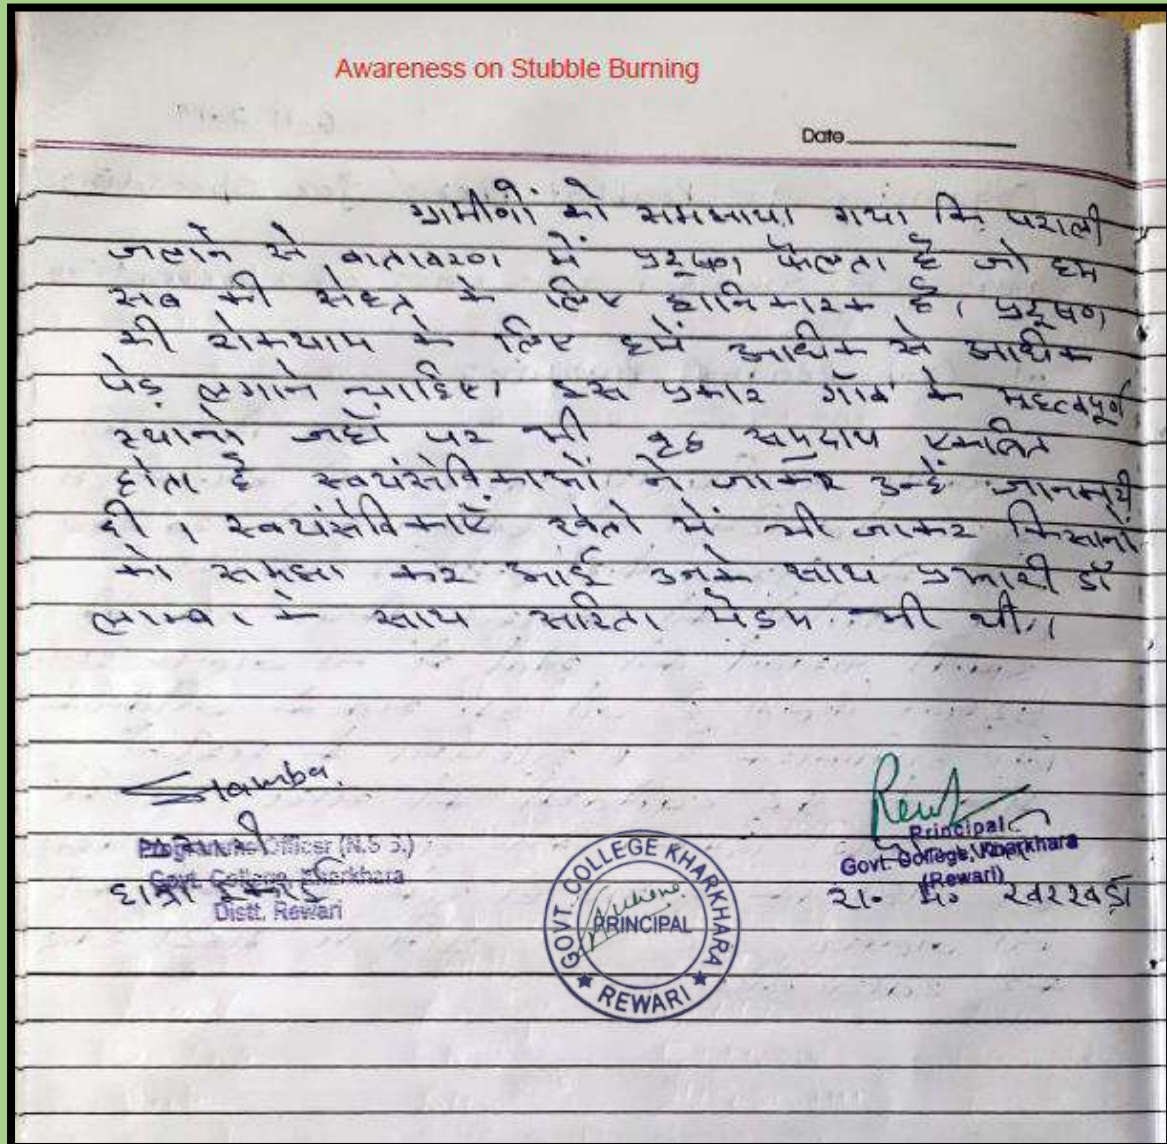 Awareness on Stubble Burning
Date
ग्रामीणों को समझाया गया कि पराली
जलाने से वातावरण में प्रदूषण फैलता है जो हम
सब की सेहत के लिए हानिकारक है। प्रदूषण
की रोकथाम के लिए हमें अधिक से अधिक
पेड़ लगाने चाहिए। इस प्रकार गाँव के महत्वपूर्ण
स्थानों जहाँ पर भी समुदाय एकत्रित
होता है स्वयंसेविकाओं ने जाकर उन्हें जानकारी
दी। स्वयंसेविकाएँ खेतों में भी जाकर किसानों
को समझा कर आई उनके साथ प्रभारी डॉ
लाम्बा के साथ सरिता मैडम भी थी।
Lamba
Programme Officer (N.S.S.)
Govt. College, Kharkhara
Distt. Rewari
Principal
Govt. College, Kharkhara
(Rewari)
रा॰ म॰ खरखड़ा
GOVT. COLLEGE KHARKHARA
PRINCIPAL
REWARI